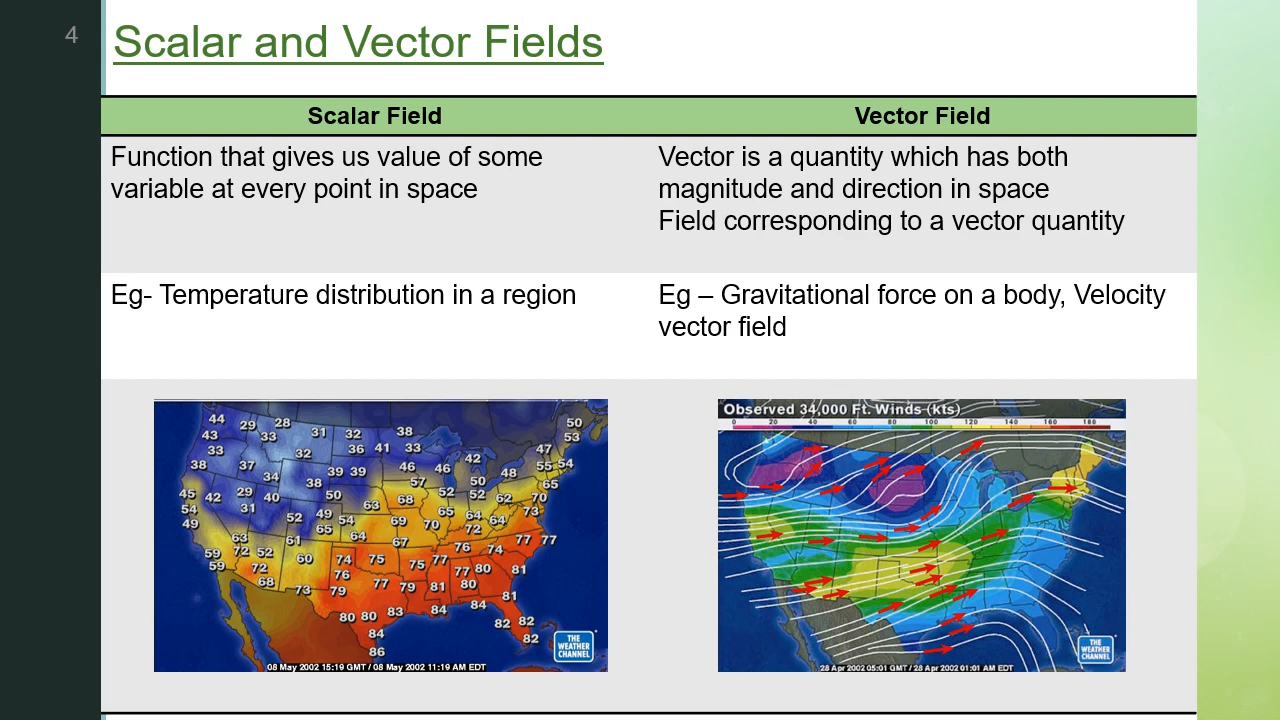 4
Scalar and Vector Fields
Scalar Field
Vector Field
Function that gives us value of some
variable at every point in space
Vector is a quantity which has both
magnitude and direction in space
Field corresponding to a vector quantity
Eg- Temperature distribution in a region
Eg – Gravitational force on a body, Velocity
vector field
44 29 28 31 32 38 50
43 33 53
33 32 36 41 33 47
38 37 34 39 39 46 46 42 48 55 54
38 57 50 65
45 42 29 40 50 68 52 52 62 70
54 31 49 63 65 64 73
49 52 54 69 70 64
65 72
63 61 64 67 77 77
59 72 52 60 74 75 76 74
59 72 75 77 80 81
68 76 77 77
73 79 79 81 80 81
80 80 83 84 84
84 82 82
86 82
THE
WEATHER
CHANNEL
08 May 2002 15:19 GMT / 08 May 2002 11:19 AM EDT
Observed 34,000 Ft. Winds (kts)
0 20 40 60 80 100 120 140 160 180
THE
WEATHER
CHANNEL
28 Apr 2002 05:01 GMT / 28 Apr 2002 01:01 AM EDT